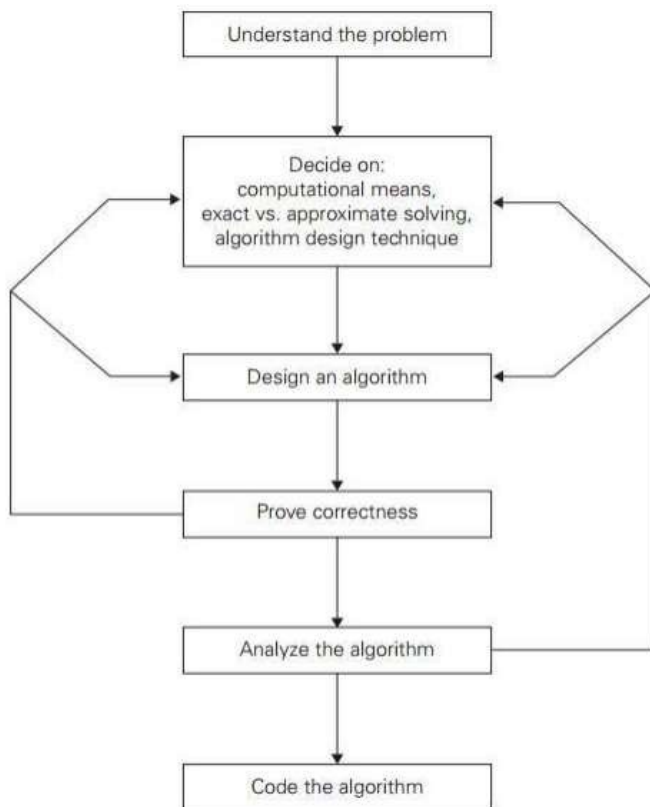 Understand the problem
Decide on:
computational means,
exact vs. approximate solving,
algorithm design technique
Design an algorithm
Prove correctness
Analyze the algorithm
Code the algorithm